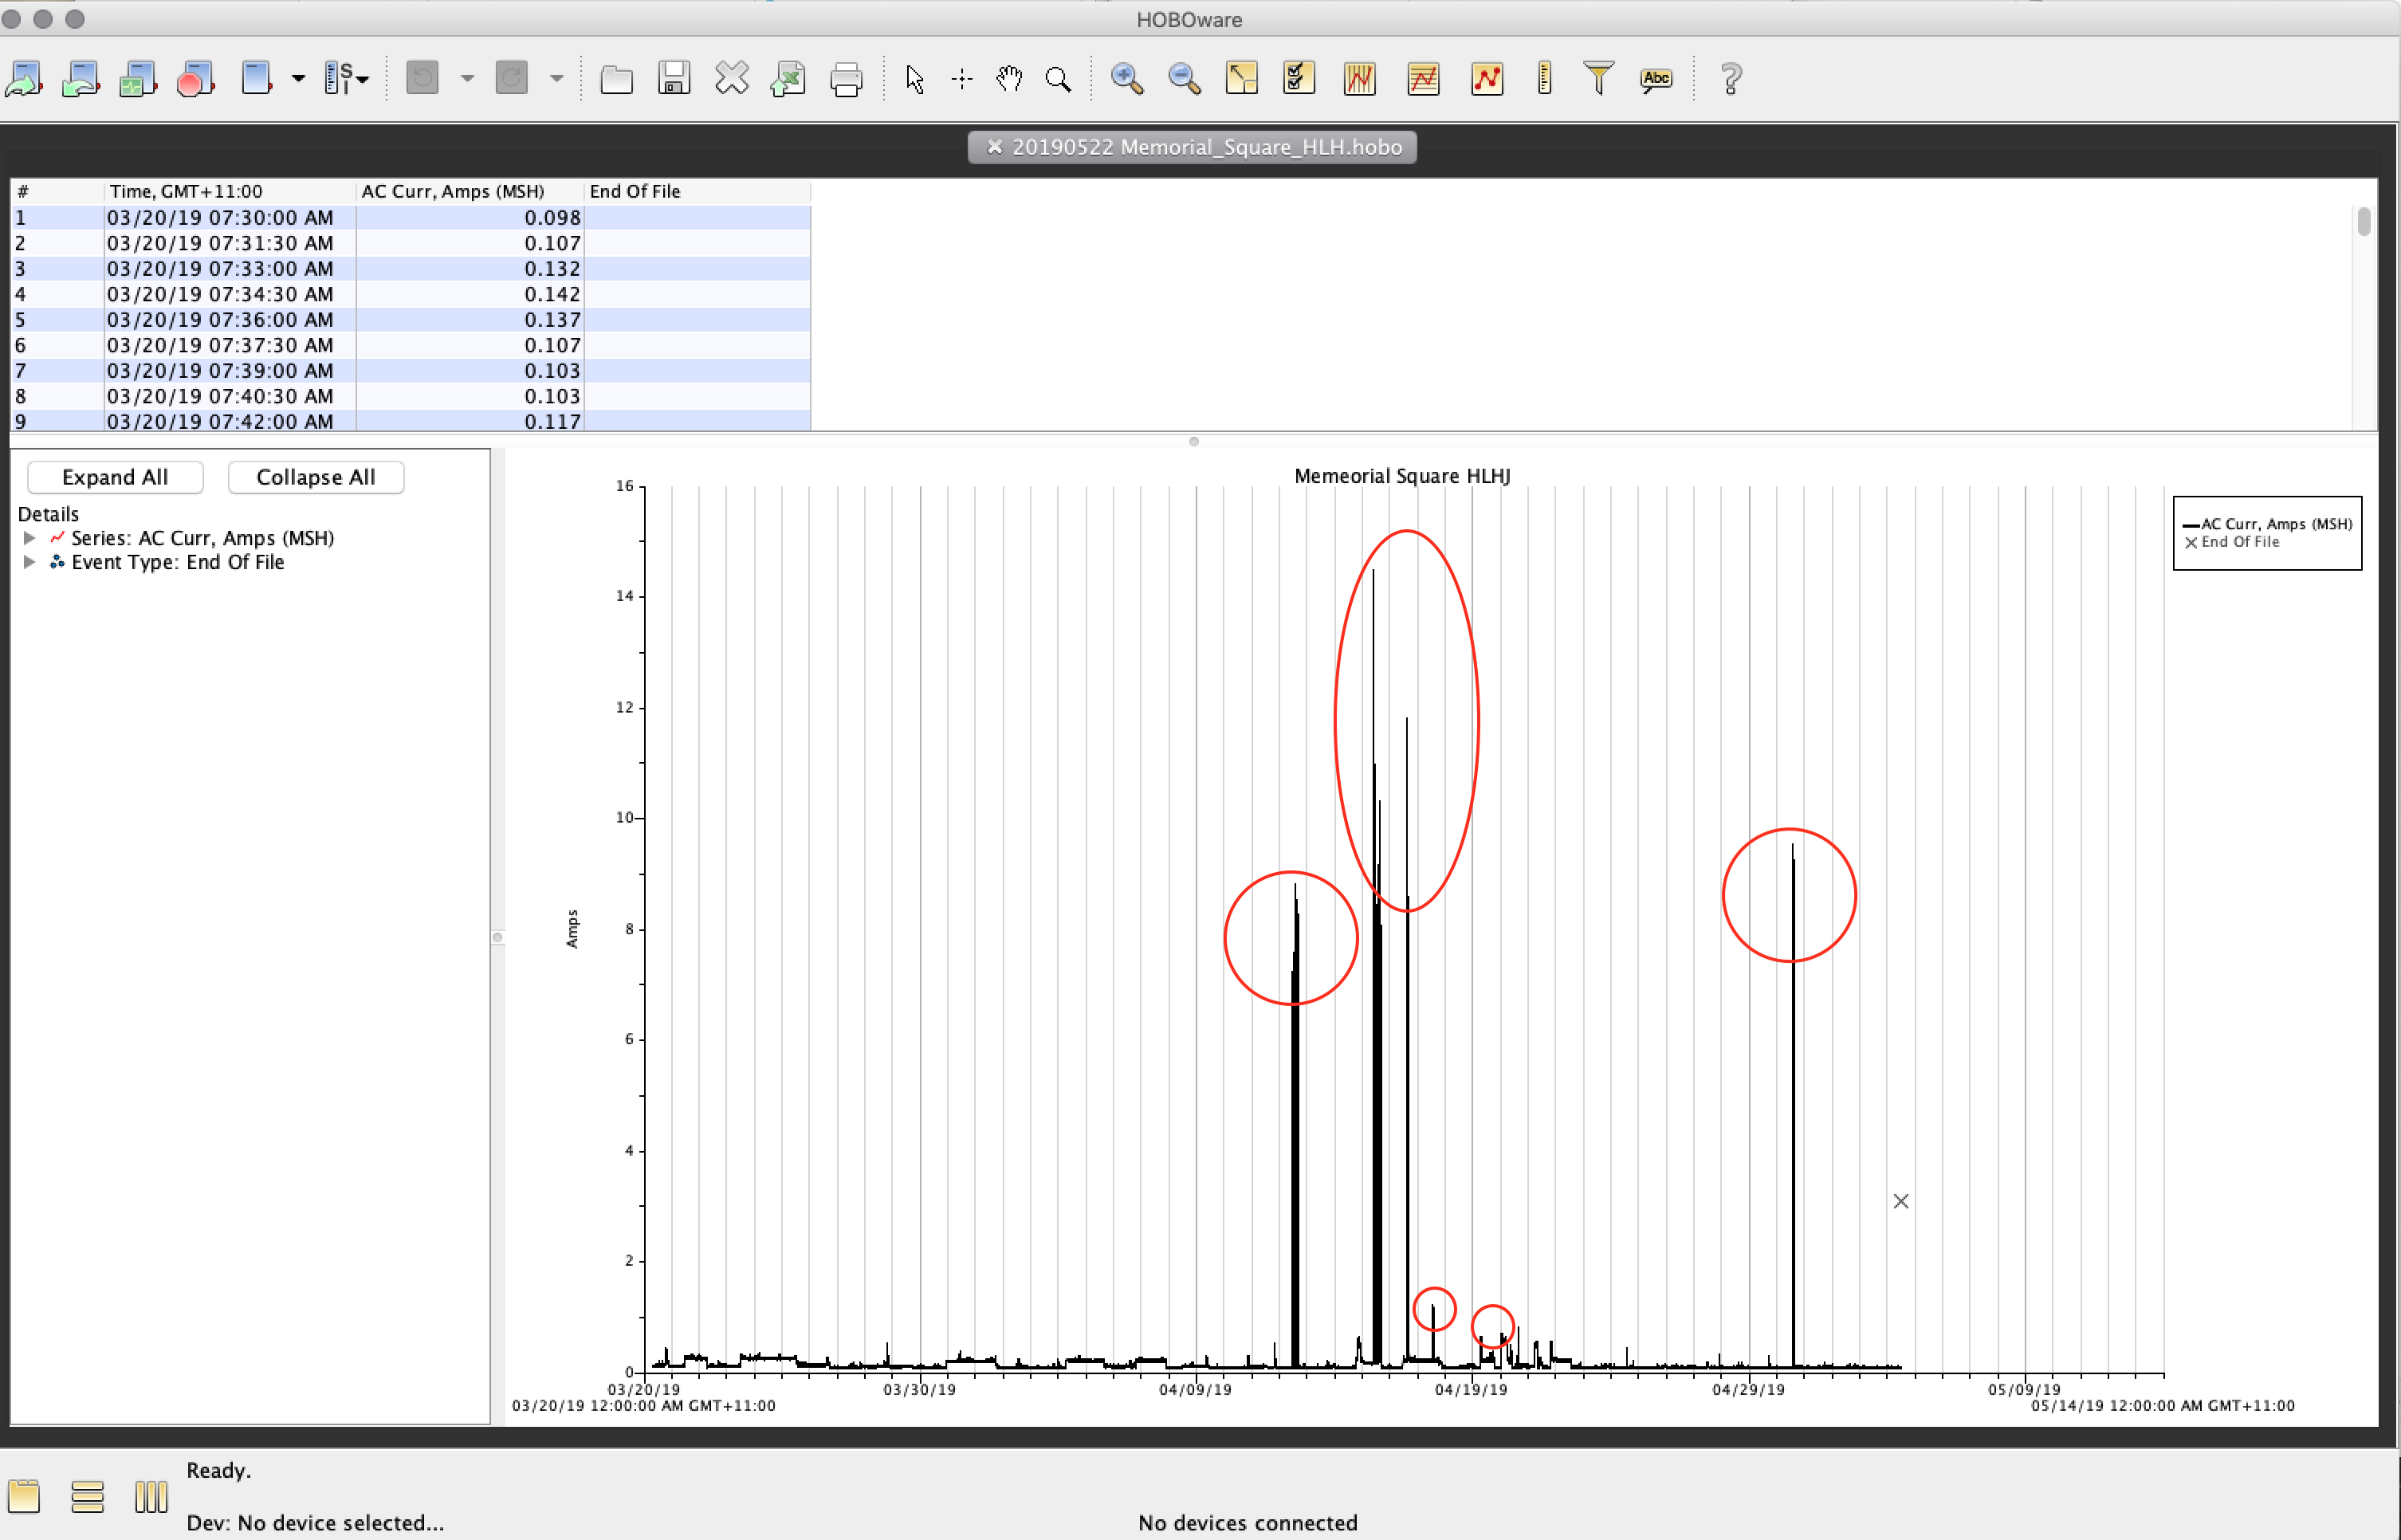 HOBOware
S
Abc
20190522 Memorial_Square_HLH.hobo
# Time, GMT+11:00 AC Curr, Amps (MSH) End Of File
1 03/20/19 07:30:00 AM 0.098
2 03/20/19 07:31:30 AM 0.107
3 03/20/19 07:33:00 AM 0.132
4 03/20/19 07:34:30 AM 0.142
5 03/20/19 07:36:00 AM 0.137
6 03/20/19 07:37:30 AM 0.107
7 03/20/19 07:39:00 AM 0.103
8 03/20/19 07:40:30 AM 0.103
9 03/20/19 07:42:00 AM 0.117
Expand All Collapse All
Details
Series: AC Curr, Amps (MSH)
Event Type: End Of File
Memeorial Square HLHJ
16
14
12
10
8
6
4
2
0
Amps
AC Curr, Amps (MSH)
End Of File
03/20/19 03/30/19 04/09/19 04/19/19 04/29/19 05/09/19
03/20/19 12:00:00 AM GMT+11:00 05/14/19 12:00:00 AM GMT+11:00
Ready.
Dev: No device selected... No devices connected